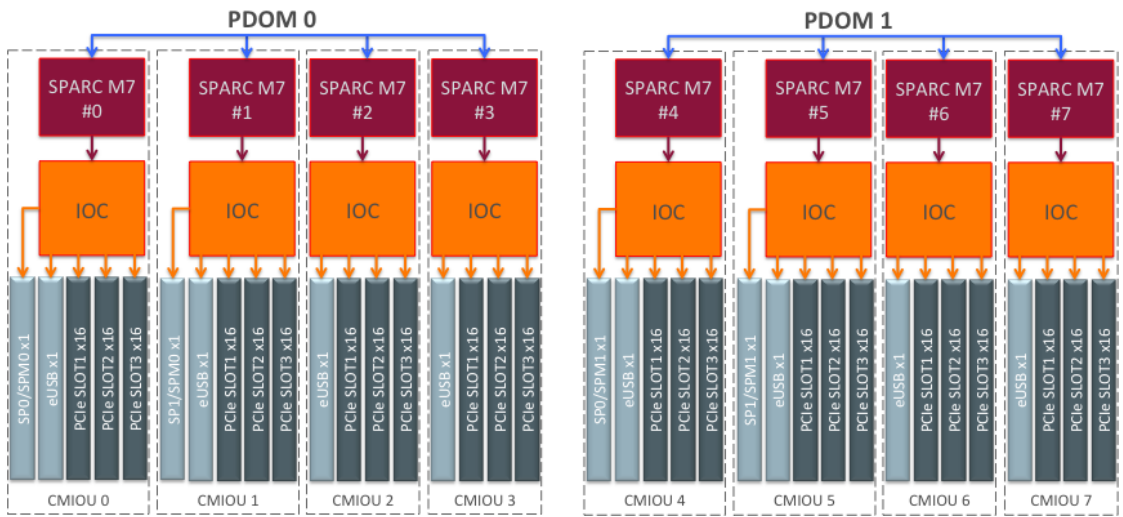 PDOM 0
SPARC M7
#0
SPARC M7
#1
SPARC M7
#2
SPARC M7
#3
IOC
IOC
IOC
IOC
SP0/SPM0 x1
eUSB x1
PCIe SLOT1 x16
PCIe SLOT2 x16
PCIe SLOT3 x16
SP1/SPM0 x1
eUSB x1
PCIe SLOT1 x16
PCIe SLOT2 x16
PCIe SLOT3 x16
eUSB x1
PCIe SLOT1 x16
PCIe SLOT2 x16
PCIe SLOT3 x16
eUSB x1
PCIe SLOT1 x16
PCIe SLOT2 x16
PCIe SLOT3 x16
CMIOU 0
CMIOU 1
CMIOU 2
CMIOU 3
PDOM 1
SPARC M7
#4
SPARC M7
#5
SPARC M7
#6
SPARC M7
#7
IOC
IOC
IOC
IOC
SP0/SPM1 x1
eUSB x1
PCIe SLOT1 x16
PCIe SLOT2 x16
PCIe SLOT3 x16
SP1/SPM1 x1
eUSB x1
PCIe SLOT1 x16
PCIe SLOT2 x16
PCIe SLOT3 x16
eUSB x1
PCIe SLOT1 x16
PCIe SLOT2 x16
PCIe SLOT3 x16
eUSB x1
PCIe SLOT1 x16
PCIe SLOT2 x16
PCIe SLOT3 x16
CMIOU 4
CMIOU 5
CMIOU 6
CMIOU 7